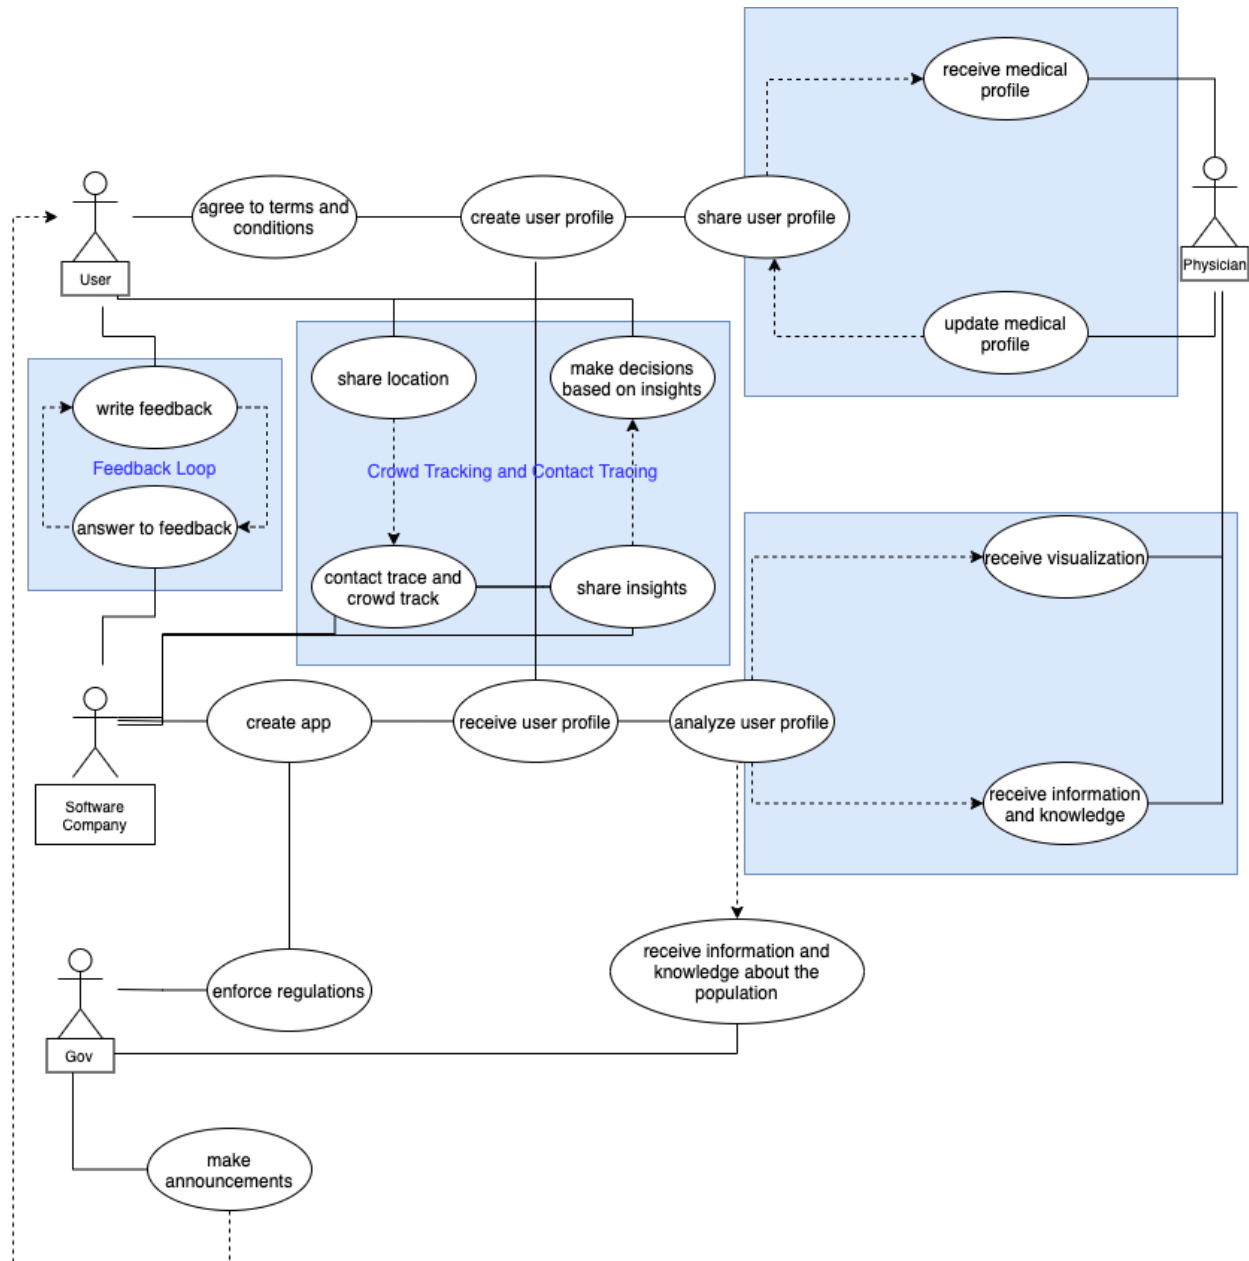 receive medical
profile
agree to terms and
conditions
create user profile
share user profile
User
Physician
update medical
profile
share location
make decisions
based on insights
write feedback
Feedback Loop
Crowd Tracking and Contact Tracing
answer to feedback
contact trace and
crowd track
share insights
receive visualization
create app
receive user profile
analyze user profile
Software
Company
receive information
and knowledge
receive information and
knowledge about the
population
enforce regulations
Gov
make
announcements